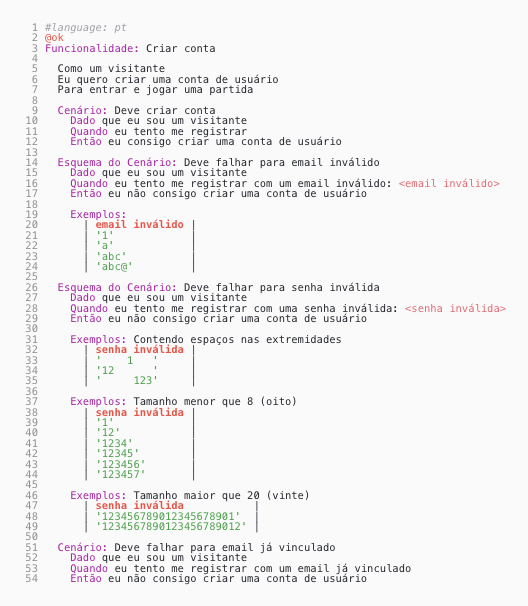 1 #language: pt
2 @ok
3 Funcionalidade: Criar conta
4
5 Como um visitante
6 Eu quero criar uma conta de usuário
7 Para entrar e jogar uma partida
8
9 Cenário: Deve criar conta
10 Dado que eu sou um visitante
11 Quando eu tento me registrar
12 Então eu consigo criar uma conta de usuário
13
14 Esquema do Cenário: Deve falhar para email inválido
15 Dado que eu sou um visitante
16 Quando eu tento me registrar com um email inválido: <email inválido>
17 Então eu não consigo criar uma conta de usuário
18
19 Exemplos:
20 | email inválido |
21 | '1' |
22 | 'a' |
23 | 'abc' |
24 | 'abc@' |
25
26 Esquema do Cenário: Deve falhar para senha inválida
27 Dado que eu sou um visitante
28 Quando eu tento me registrar com uma senha inválida: <senha inválida>
29 Então eu não consigo criar uma conta de usuário
30
31 Exemplos: Contendo espaços nas extremidades
32 | senha inválida |
33 | '    1   ' |
34 | '12      ' |
35 | '     123' |
36
37 Exemplos: Tamanho menor que 8 (oito)
38 | senha inválida |
39 | '1' |
40 | '12' |
41 | '1234' |
42 | '12345' |
43 | '123456' |
44 | '123457' |
45
46 Exemplos: Tamanho maior que 20 (vinte)
47 | senha inválida |
48 | '123456789012345678901' |
49 | '1234567890123456789012' |
50
51 Cenário: Deve falhar para email já vinculado
52 Dado que eu sou um visitante
53 Quando eu tento me registrar com um email já vinculado
54 Então eu não consigo criar uma conta de usuário